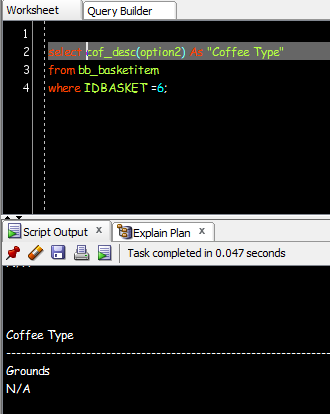 Worksheet Query Builder
1
2 select cof_desc(option2) As "Coffee Type"
3 from bb_basketitem
4 where IDBASKET =6;
Script Output x Explain Plan x
Task completed in 0.047 seconds
N/A
Coffee Type
--------------------------------------------------------------------------------
Grounds
N/A